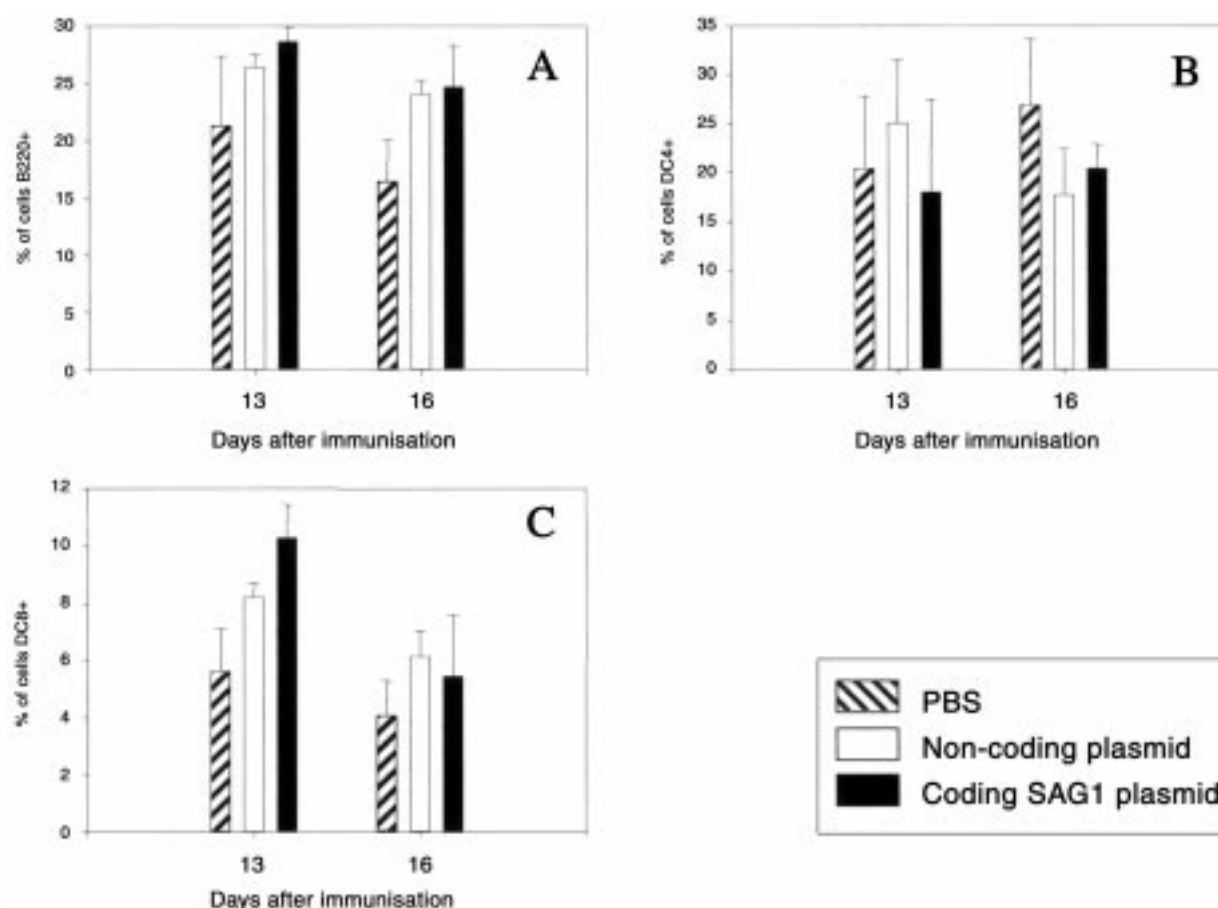 30
25
20
15
10
5
0
% of cells B220+
A
13
16
Days after immunisation
35
30
25
20
15
10
5
0
% of cells DC4+
B
13
16
Days after immunisation
12
10
8
6
4
2
0
% of cells DC8+
C
13
16
Days after immunisation
PBS
Non-coding plasmid
Coding SAG1 plasmid